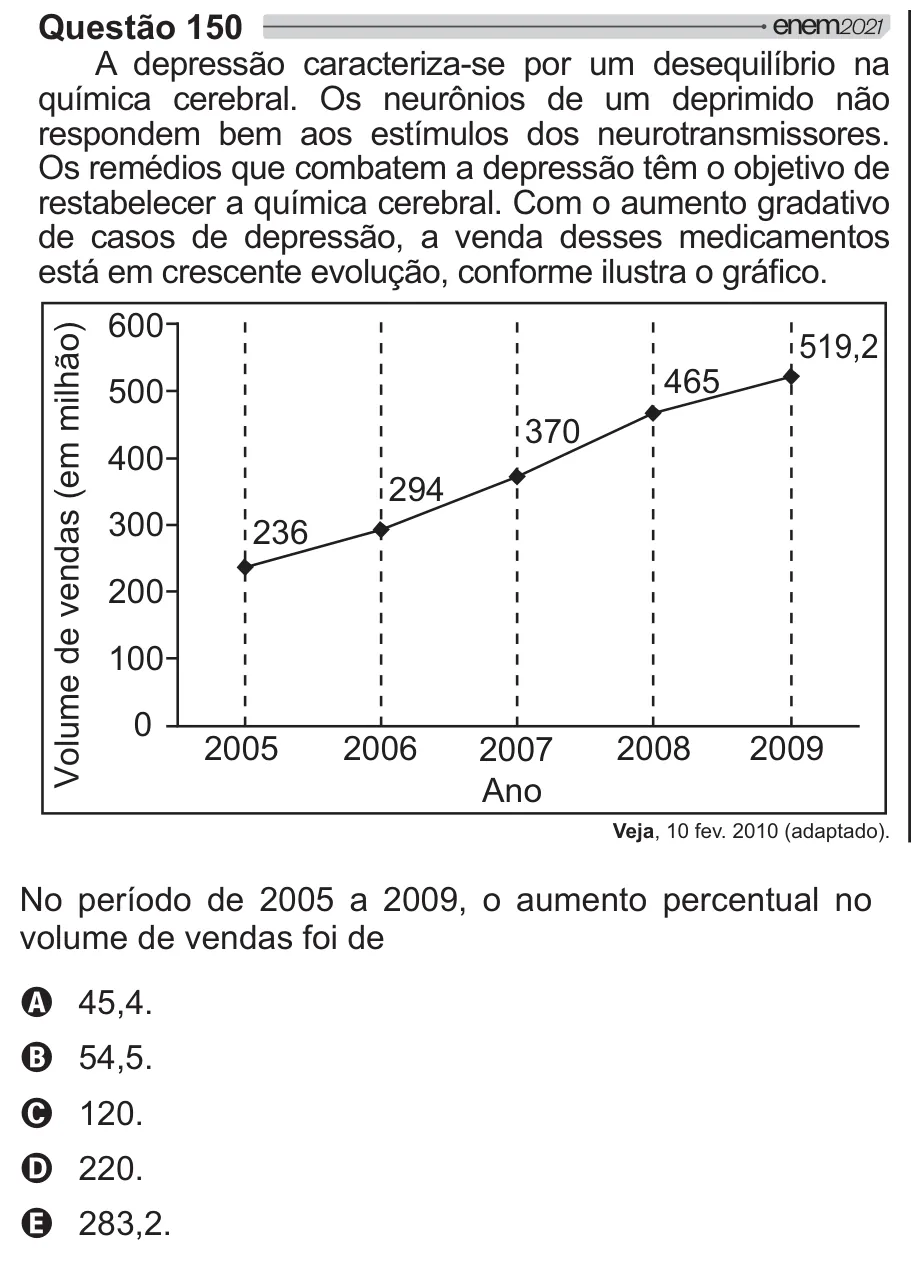 Questão 150 enem2021
A depressão caracteriza-se por um desequilíbrio na
química cerebral. Os neurônios de um deprimido não
respondem bem aos estímulos dos neurotransmissores.
Os remédios que combatem a depressão têm o objetivo de
restabelecer a química cerebral. Com o aumento gradativo
de casos de depressão, a venda desses medicamentos
está em crescente evolução, conforme ilustra o gráfico.
Volume de vendas (em milhão)
600
500
400
300
200
100
0
236
294
370
465
519,2
2005 2006 2007 2008 2009
Ano
Veja, 10 fev. 2010 (adaptado).
No período de 2005 a 2009, o aumento percentual no
volume de vendas foi de
A 45,4.
B 54,5.
C 120.
D 220.
E 283,2.